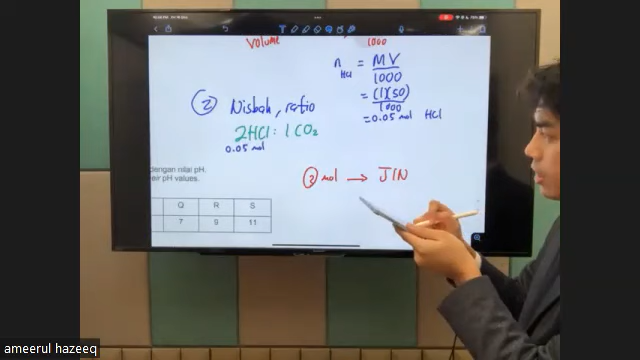 Volume
1000
n HCl = MV
1000
= (1)(50)
1000
= 0.05 mol HCl
② Nisbah, ratio
2HCl : 1CO₂
0.05 mol
dengan nilai pH.
eir pH values.
Q R S
7 9 11
③ mol → JIN
ameerul hazeeq